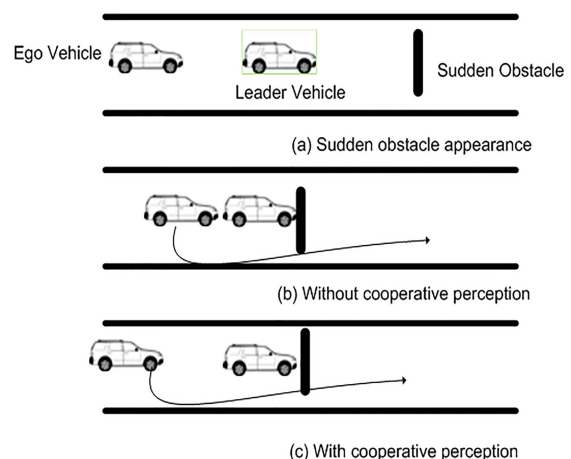 Ego Vehicle
Leader Vehicle
Sudden Obstacle
(a) Sudden obstacle appearance
(b) Without cooperative perception
(c) With cooperative perception